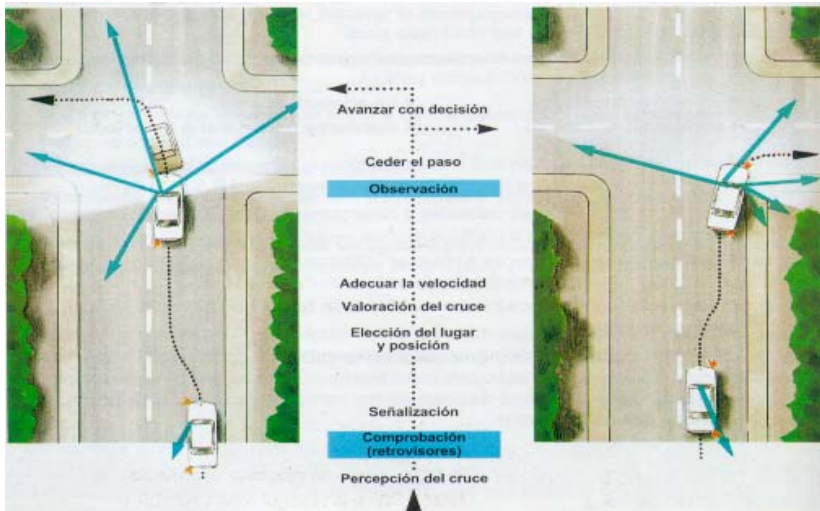 Avanzar con decisión
Ceder el paso
Observación
Adecuar la velocidad
Valoración del cruce
Elección del lugar
y posición
Señalización
Comprobación
(retrovisores)
Percepción del cruce